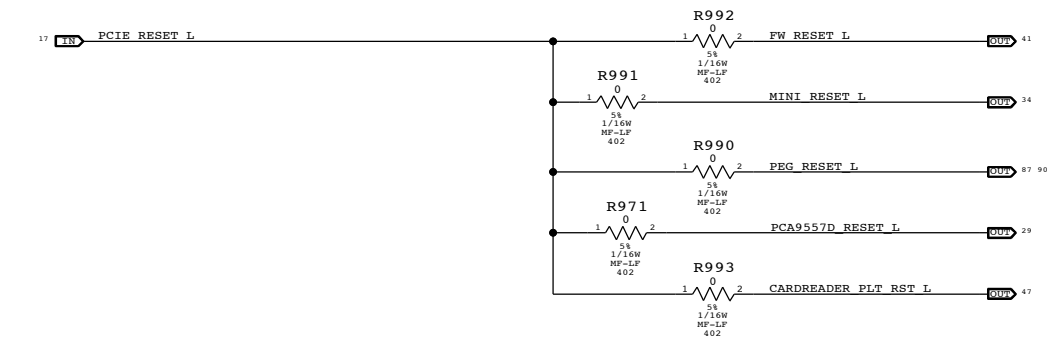 R992
17 IN PCIE_RESET_L 1 0 2 FW_RESET_L OUT 41
5%
1/16W
MF-LF
402
R991
1 0 2 MINI_RESET_L OUT 34
5%
1/16W
MF-LF
402
R990
1 0 2 PEG_RESET_L OUT 87 90
5%
1/16W
MF-LF
402
R971
1 0 2 PCA9557D_RESET_L OUT 29
5%
1/16W
MF-LF
402
R993
1 0 2 CARDREADER_PLT_RST_L OUT 47
5%
1/16W
MF-LF
402